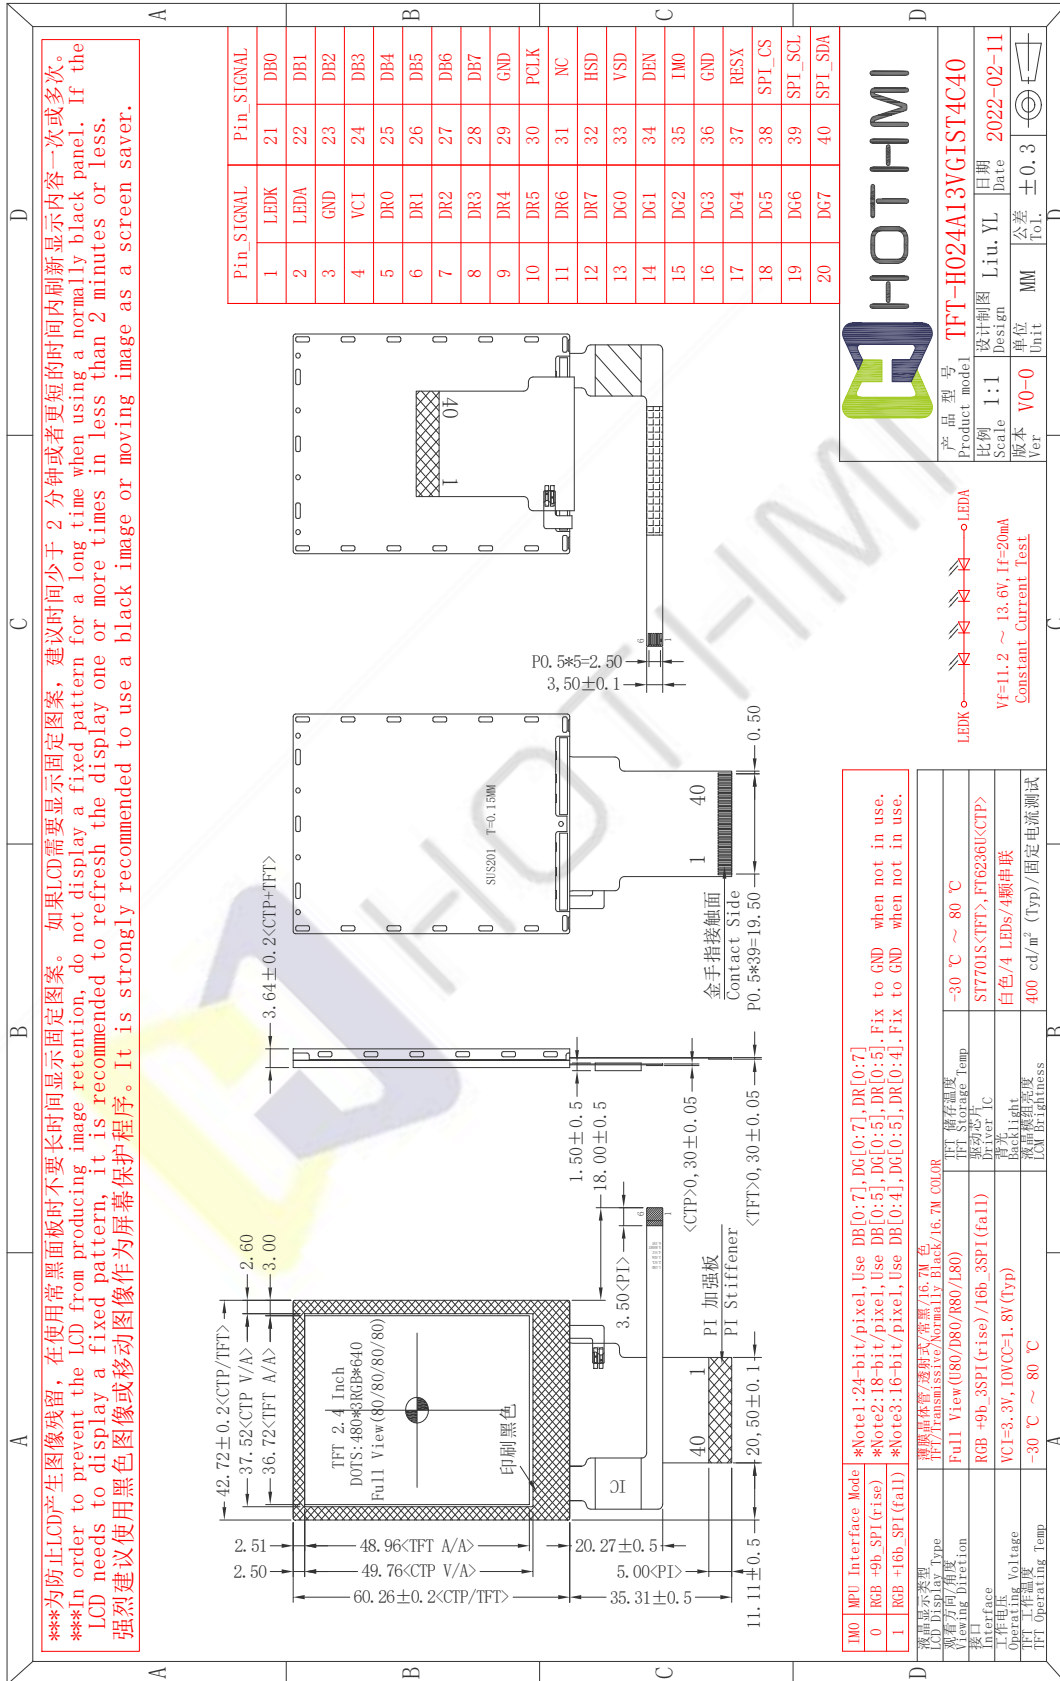 ***为防止LCD产生图像残留，在使用常黑面板时不要长时间显示固定图案。 如果LCD需要显示固定图案，建议时间少于 2 分钟或者更短的时间内刷新显示内容一次或多次。
***In order to prevent the LCD from producing image retention, do not display a fixed pattern for a long time when using a normally black panel. If the
LCD needs to display a fixed pattern, it is recommended to refresh the display one or more times in less than 2 minutes or less.
强烈建议使用黑色图像或移动图像作为屏幕保护程序。It is strongly recommended to use a black image or moving image as a screen saver.
A
B
C
D
42.72±0.2<CTP/TFT>
37.52<CTP V/A>
36.72<TFT A/A>
2.60
3.00
2.51
2.50
48.96<TFT A/A>
49.76<CTP V/A>
60.26±0.2<CTP/TFT>
TFT 2.4 Inch
DOTS:480*3RGB*640
Full View(80/80/80/80)
印刷黑色
IC
20.27±0.5
5.00<PI>
35.31±0.5
11.11±0.5
20,50±0.1
40
1
PI 加强板
PI Stiffener
3.50<PI>
6
1
18.00±0.5
1.50±0.5
<CTP>0,30±0.05
<TFT>0,30±0.05
3.64±0.2<CTP+TFT>
SUS201 T=0.15MM
金手指接触面
Contact Side
1
40
P0.5*39=19.50
0.50
P0.5*5=2.50
3,50±0.1
6
1
40
1
Pin_SIGNAL Pin_SIGNAL
1 LEDK 21 DB0
2 LEDA 22 DB1
3 GND 23 DB2
4 VCI 24 DB3
5 DR0 25 DB4
6 DR1 26 DB5
7 DR2 27 DB6
8 DR3 28 DB7
9 DR4 29 GND
10 DR5 30 PCLK
11 DR6 31 NC
12 DR7 32 HSD
13 DG0 33 VSD
14 DG1 34 DEN
15 DG2 35 IM0
16 DG3 36 GND
17 DG4 37 RESX
18 DG5 38 SPI_CS
19 DG6 39 SPI_SCL
20 DG7 40 SPI_SDA
IM0 MPU Interface Mode
0 RGB +9b_SPI(rise)
1 RGB +16b_SPI(fall)
*Note1:24-bit/pixel,Use DB[0:7],DG[0:7],DR[0:7]
*Note2:18-bit/pixel,Use DB[0:5],DG[0:5],DR[0:5].Fix to GND when not in use.
*Note3:16-bit/pixel,Use DB[0:4],DG[0:5],DR[0:4].Fix to GND when not in use.
液晶显示类型
LCD Display Type
薄膜晶体管/透射式/常黑/16.7M 色
TFT/Transmissive/Normally Black/16.7M COLOR
观看方向/角度
Viewing Diretion
Full View(U80/D80/R80/L80)
TFT 储存温度
TFT Storage Temp
-30 ℃ ~ 80 ℃
接口
Interface
RGB +9b_3SPI(rise)/16b_3SPI(fall)
驱动芯片
Driver IC
ST7701S<TFT>,FT6236U<CTP>
工作电压
Operating Voltage
VCI=3.3V,IOVCC=1.8V(Typ)
背光
Backlight
白色/4 LEDs/4颗串联
TFT 工作温度
TFT Operating Temp
-30 ℃ ~ 80 ℃
液晶模组亮度
LCM Brightness
400 cd/m² (Typ)/固定电流测试
LEDK
LEDA
Vf=11.2 ~ 13.6V,If=20mA
Constant Current Test
HOTHMI
产 品 型 号
Product model
TFT-H024A13VGIST4C40
比例
Scale
1:1
设计制图
Design
Liu.YL
日期
Date
2022-02-11
版本
Ver
V0-0
单位
Unit
MM
公差
Tol.
±0.3
A
B
C
D
HOTHMI